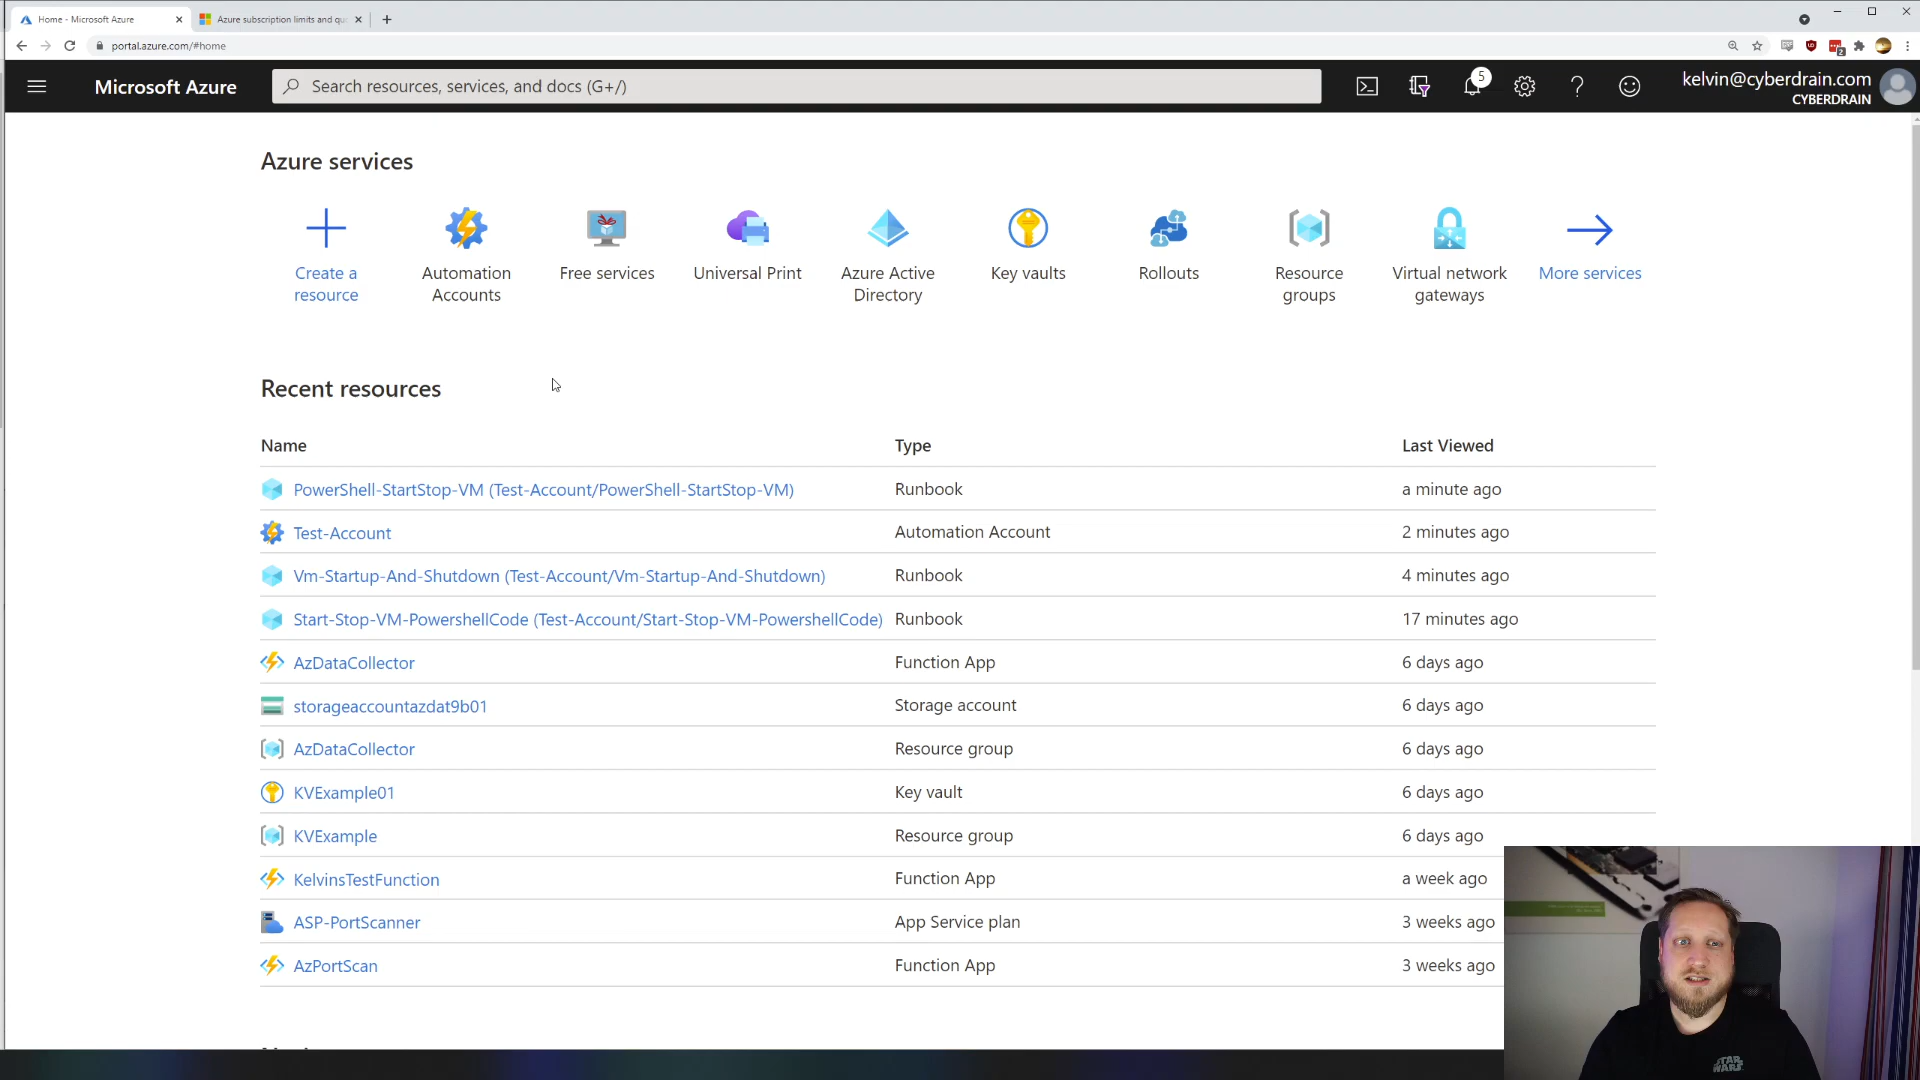 Home - Microsoft Azure
Azure subscription limits and qu
portal.azure.com/#home
Microsoft Azure
Search resources, services, and docs (G+/)
5
kelvin@cyberdrain.com
CYBERDRAIN
Azure services
Create a
resource
Automation
Accounts
Free services
Universal Print
Azure Active
Directory
Key vaults
Rollouts
Resource
groups
Virtual network
gateways
More services
Recent resources
Name Type Last Viewed
PowerShell-StartStop-VM (Test-Account/PowerShell-StartStop-VM) Runbook a minute ago
Test-Account Automation Account 2 minutes ago
Vm-Startup-And-Shutdown (Test-Account/Vm-Startup-And-Shutdown) Runbook 4 minutes ago
Start-Stop-VM-PowershellCode (Test-Account/Start-Stop-VM-PowershellCode) Runbook 17 minutes ago
AzDataCollector Function App 6 days ago
storageaccountazdat9b01 Storage account 6 days ago
AzDataCollector Resource group 6 days ago
KVExample01 Key vault 6 days ago
KVExample Resource group 6 days ago
KelvinsTestFunction Function App a week ago
ASP-PortScanner App Service plan 3 weeks ago
AzPortScan Function App 3 weeks ago
STAR
WARS